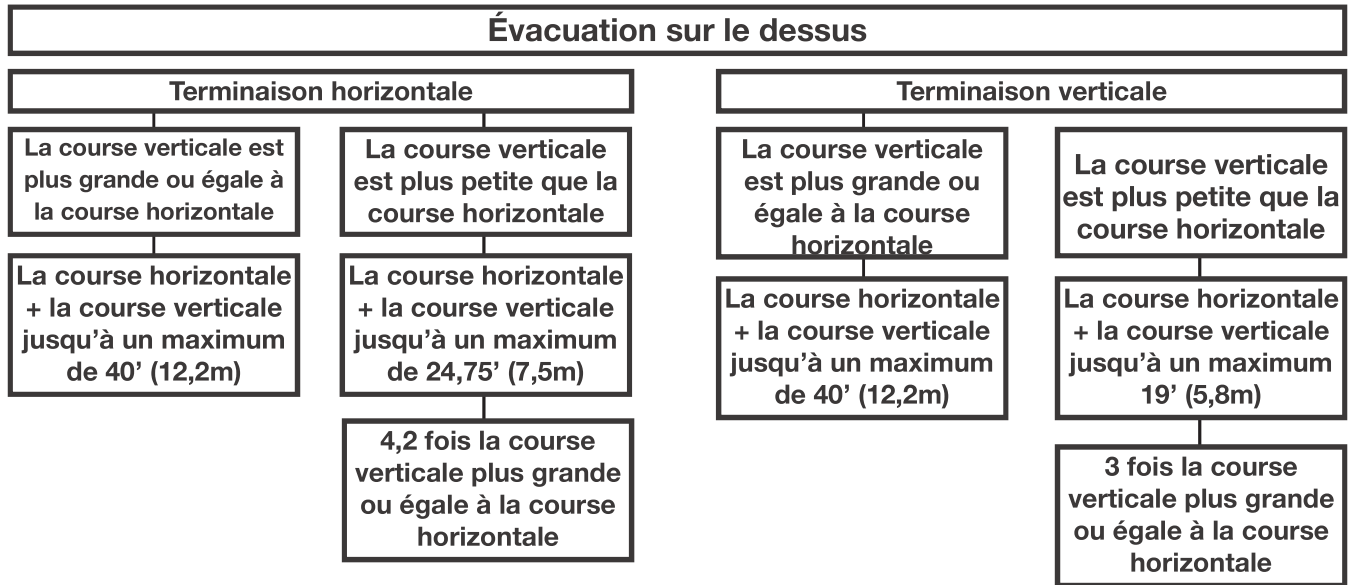 Évacuation sur le dessus
Terminaison horizontale
La course verticale est
plus grande ou égale à
la course horizontale
La course horizontale
+ la course verticale
jusqu’à un maximum
de 40’ (12,2m)
La course verticale
est plus petite que la
course horizontale
La course horizontale
+ la course verticale
jusqu’à un maximum
de 24,75’ (7,5m)
4,2 fois la course
verticale plus grande
ou égale à la course
horizontale
Terminaison verticale
La course verticale
est plus grande ou
égale à la course
horizontale
La course horizontale
+ la course verticale
jusqu’à un maximum
de 40’ (12,2m)
La course verticale
est plus petite que la
course horizontale
La course horizontale
+ la course verticale
jusqu’à un maximum
19’ (5,8m)
3 fois la course
verticale plus grande
ou égale à la course
horizontale